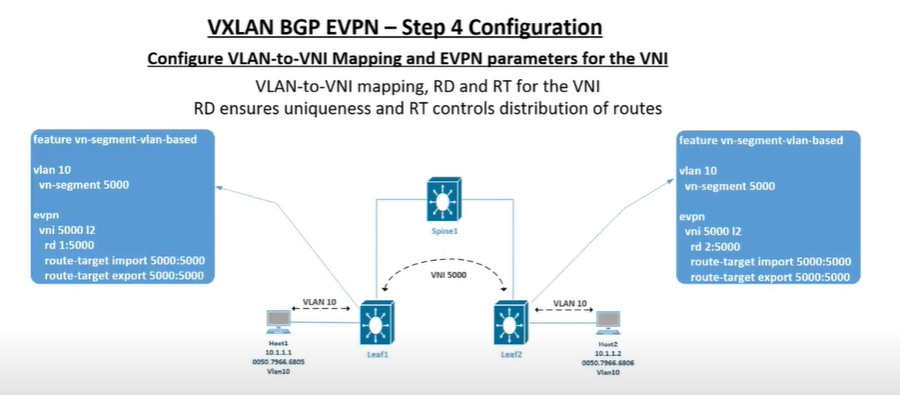 VXLAN BGP EVPN – Step 4 Configuration
Configure VLAN-to-VNI Mapping and EVPN parameters for the VNI
VLAN-to-VNI mapping, RD and RT for the VNI
RD ensures uniqueness and RT controls distribution of routes
feature vn-segment-vlan-based
vlan 10
vn-segment 5000
evpn
vni 5000 l2
rd 1:5000
route-target import 5000:5000
route-target export 5000:5000
feature vn-segment-vlan-based
vlan 10
vn-segment 5000
evpn
vni 5000 l2
rd 2:5000
route-target import 5000:5000
route-target export 5000:5000
Spine1
VNI 5000
VLAN 10
VLAN 10
Host1
10.1.1.1
0050.7966.6805
Vlan10
Leaf1
Leaf2
Host2
10.1.1.2
0050.7966.6806
Vlan10